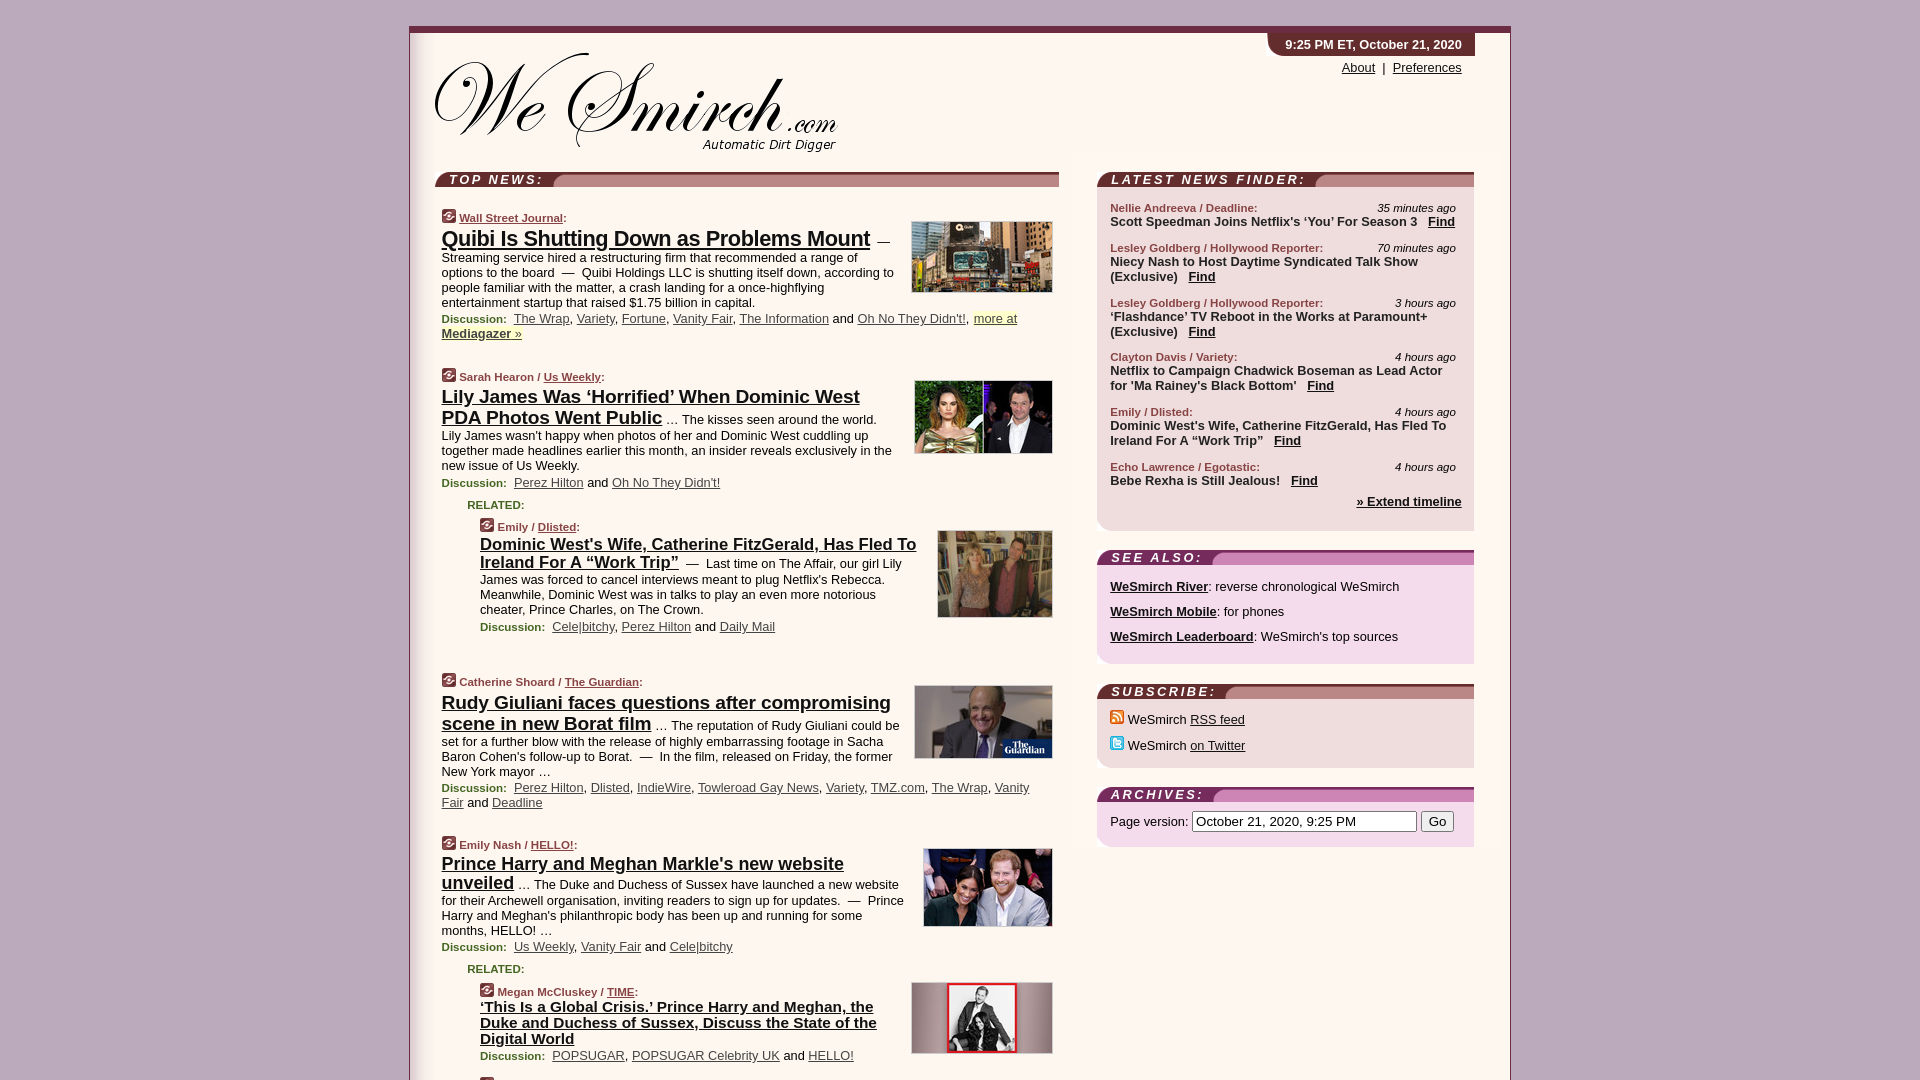 9:25 PM ET, October 21, 2020
About | Preferences
We Smirch .com
Automatic Dirt Digger
TOP NEWS:
Wall Street Journal:
Quibi Is Shutting Down as Problems Mount —
Streaming service hired a restructuring firm that recommended a range of
options to the board — Quibi Holdings LLC is shutting itself down, according to
people familiar with the matter, a crash landing for a once-highflying
entertainment startup that raised $1.75 billion in capital.
Discussion: The Wrap, Variety, Fortune, Vanity Fair, The Information and Oh No They Didn't!, more at
Mediagazer »
Sarah Hearon / Us Weekly:
Lily James Was ‘Horrified’ When Dominic West
PDA Photos Went Public … The kisses seen around the world.
Lily James wasn't happy when photos of her and Dominic West cuddling up
together made headlines earlier this month, an insider reveals exclusively in the
new issue of Us Weekly.
Discussion: Perez Hilton and Oh No They Didn't!
RELATED:
Emily / Dlisted:
Dominic West's Wife, Catherine FitzGerald, Has Fled To
Ireland For A “Work Trip” — Last time on The Affair, our girl Lily
James was forced to cancel interviews meant to plug Netflix's Rebecca.
Meanwhile, Dominic West was in talks to play an even more notorious
cheater, Prince Charles, on The Crown.
Discussion: Cele|bitchy, Perez Hilton and Daily Mail
Catherine Shoard / The Guardian:
Rudy Giuliani faces questions after compromising
scene in new Borat film … The reputation of Rudy Giuliani could be
set for a further blow with the release of highly embarrassing footage in Sacha
Baron Cohen's follow-up to Borat. — In the film, released on Friday, the former
New York mayor …
The Guardian
Discussion: Perez Hilton, Dlisted, IndieWire, Towleroad Gay News, Variety, TMZ.com, The Wrap, Vanity
Fair and Deadline
Emily Nash / HELLO!:
Prince Harry and Meghan Markle's new website
unveiled … The Duke and Duchess of Sussex have launched a new website
for their Archewell organisation, inviting readers to sign up for updates. — Prince
Harry and Meghan's philanthropic body has been up and running for some
months, HELLO! …
Discussion: Us Weekly, Vanity Fair and Cele|bitchy
RELATED:
Megan McCluskey / TIME:
‘This Is a Global Crisis.’ Prince Harry and Meghan, the
Duke and Duchess of Sussex, Discuss the State of the
Digital World
Discussion: POPSUGAR, POPSUGAR Celebrity UK and HELLO!
LATEST NEWS FINDER:
Nellie Andreeva / Deadline: 35 minutes ago
Scott Speedman Joins Netflix's ‘You’ For Season 3 Find
Lesley Goldberg / Hollywood Reporter: 70 minutes ago
Niecy Nash to Host Daytime Syndicated Talk Show
(Exclusive) Find
Lesley Goldberg / Hollywood Reporter: 3 hours ago
‘Flashdance’ TV Reboot in the Works at Paramount+
(Exclusive) Find
Clayton Davis / Variety: 4 hours ago
Netflix to Campaign Chadwick Boseman as Lead Actor
for 'Ma Rainey's Black Bottom' Find
Emily / Dlisted: 4 hours ago
Dominic West's Wife, Catherine FitzGerald, Has Fled To
Ireland For A “Work Trip” Find
Echo Lawrence / Egotastic: 4 hours ago
Bebe Rexha is Still Jealous! Find
» Extend timeline
SEE ALSO:
WeSmirch River: reverse chronological WeSmirch
WeSmirch Mobile: for phones
WeSmirch Leaderboard: WeSmirch's top sources
SUBSCRIBE:
WeSmirch RSS feed
WeSmirch on Twitter
ARCHIVES:
Page version: October 21, 2020, 9:25 PM Go